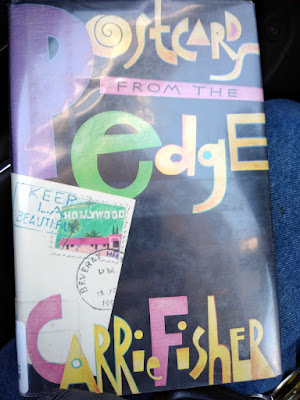 Postcards
FROM THE
Edge
KEEP
L.A.
BEAUTIFUL
HOLLYWOOD
BEVERLY HILLS
PM
CARRIE FISHER